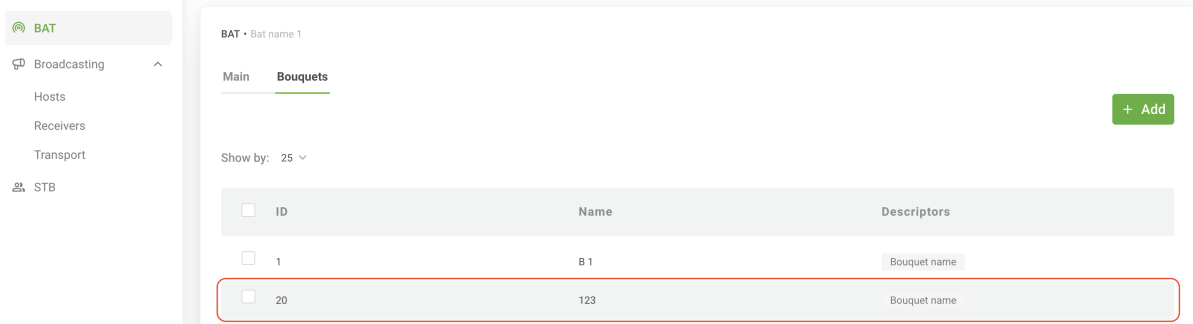 BAT
Broadcasting
Hosts
Receivers
Transport
STB
BAT • Bat name 1
Main Bouquets
+ Add
Show by: 25
ID Name Descriptors
1 B 1 Bouquet name
20 123 Bouquet name